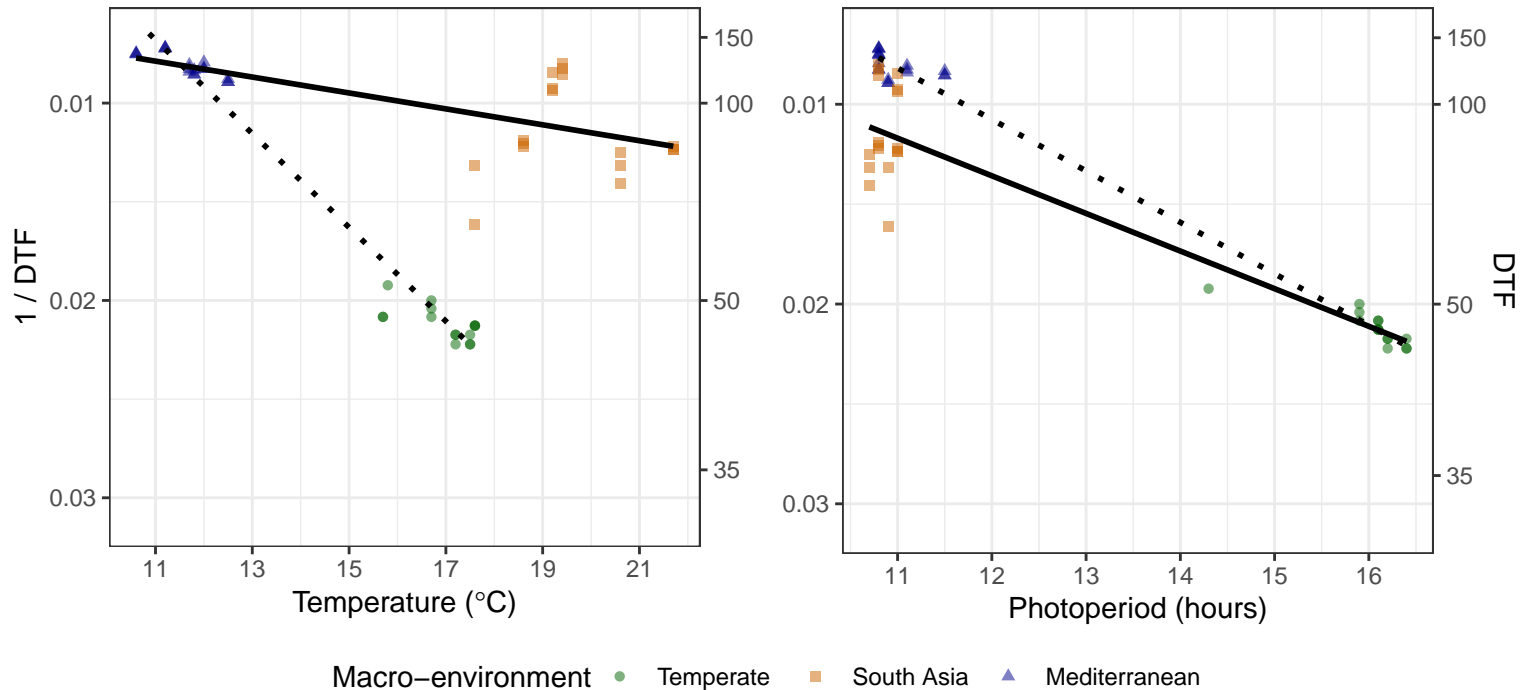 1 / DTF
0.01
0.02
0.03
150
100
50
35
11 13 15 17 19 21
Temperature (°C)
0.01
0.02
0.03
150
100
50
35
DTF
11 12 13 14 15 16
Photoperiod (hours)
Macro−environment Temperate South Asia Mediterranean